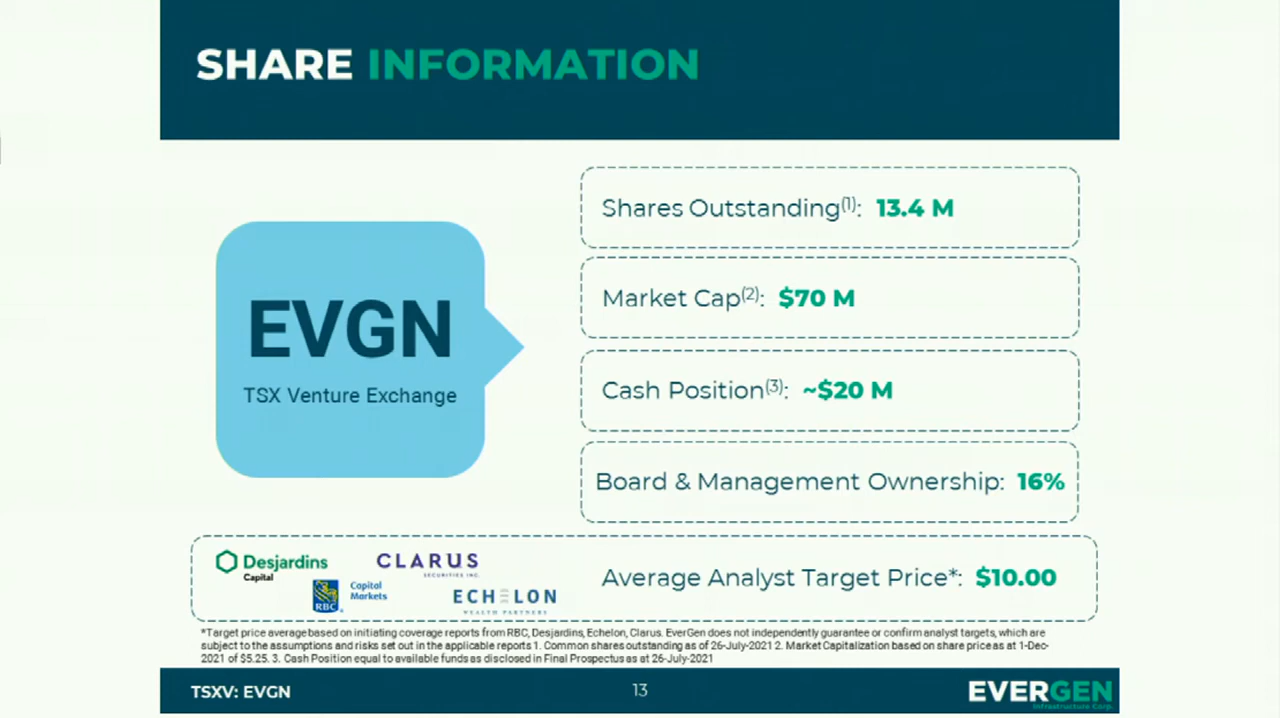 SHARE INFORMATION
EVGN
TSX Venture Exchange
Shares Outstanding(1): 13.4 M
Market Cap(2): $70 M
Cash Position(3): ~$20 M
Board & Management Ownership: 16%
Desjardins
Capital
CLARUS
SECURITIES INC.
RBC
Capital
Markets
ECHELON
WEALTH PARTNERS
Average Analyst Target Price*: $10.00
*Target price average based on initiating coverage reports from RBC, Desjardins, Echelon, Clarus. EverGen does not independently guarantee or confirm analyst targets, which are
subject to the assumptions and risks set out in the applicable reports 1. Common shares outstanding as of 26-July-2021 2. Market Capitalization based on share price as at 1-Dec-
2021 of $5.25. 3. Cash Position equal to available funds as disclosed in Final Prospectus as at 26-July-2021
TSXV: EVGN
13
EVERGEN
Infrastructure Corp.